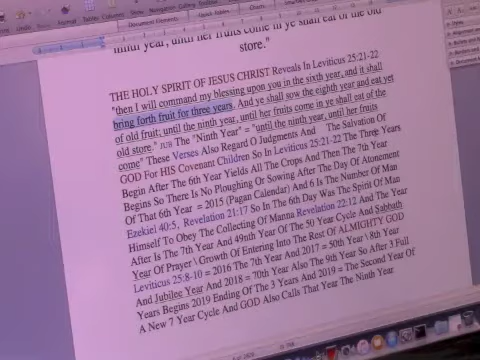 Document Elements
Charts
ninth year, until her fruits come in ye shall eat of the old
store."
THE HOLY SPIRIT OF JESUS CHRIST Reveals In Leviticus 25:21-22
"then I will command my blessing upon you in the sixth year, and it shall
bring forth fruit for three years. And ye shall sow the eighth year and eat yet
of old fruit; until the ninth year, until her fruits come in ye shall eat of the
old store." JUB The "Ninth Year" = "until the ninth year, until her fruits
come" These Verses Also Regard O Judgments And The Salvation Of
GOD For HIS Covenant Children So In Leviticus 25:21-22 The Three Years
Begin After The 6th Year Yields All The Crops And Then The 7th Year
Begins So There Is No Ploughing Or Sowing After The Day Of Atonement
Of That 6th Year = 2015 (Pagan Calendar) And 6 Is The Number Of Man
Ezekiel 40:5, Revelation 21:17 So In The 6th Day Was The Spirit Of Man
Himself To Obey The Collecting Of Manna Revelation 22:12 And The Year
After Is The 7th Year And 49nth Year Of The 50 Year Cycle And Sabbath
Year Of Prayer \ Growth Of Entering Into The Rest Of ALMIGHTY GOD
Leviticus 25:8-10 = 2016 The 7th Year And 2017 = 50th Year \ 8th Year
And Jubilee Year And 2018 = 70th Year Also The 9th Year So After 3 Full
Years Begins 2019 Ending Of The 3 Years And 2019 = The Second Year Of
A New 7 Year Cycle And GOD Also Calls That Year The Ninth Year